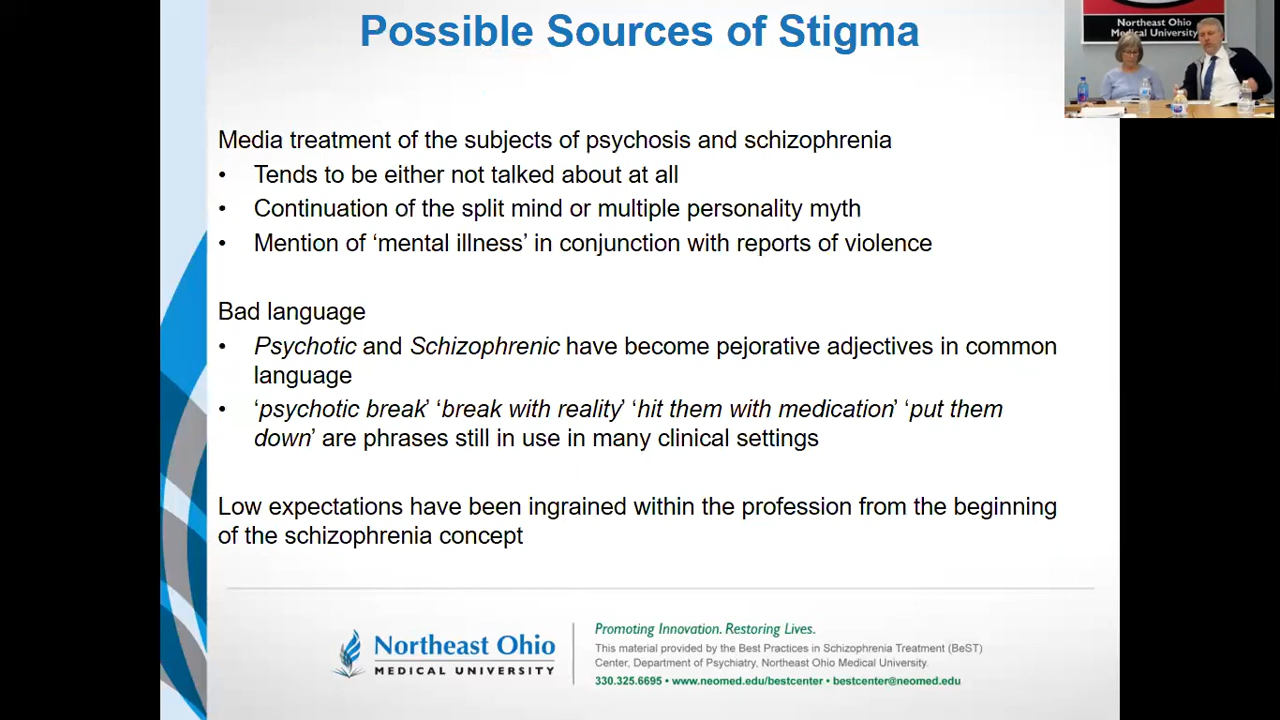 Possible Sources of Stigma
Northeast Ohio
Medical University
Media treatment of the subjects of psychosis and schizophrenia
• Tends to be either not talked about at all
• Continuation of the split mind or multiple personality myth
• Mention of ‘mental illness’ in conjunction with reports of violence
Bad language
• Psychotic and Schizophrenic have become pejorative adjectives in common
language
• ‘psychotic break’ ‘break with reality’ ‘hit them with medication’ ‘put them
down’ are phrases still in use in many clinical settings
Low expectations have been ingrained within the profession from the beginning
of the schizophrenia concept
Northeast Ohio
MEDICAL UNIVERSITY
Promoting Innovation. Restoring Lives.
This material provided by the Best Practices in Schizophrenia Treatment (BeST)
Center, Department of Psychiatry, Northeast Ohio Medical University.
330.325.6695 • www.neomed.edu/bestcenter • bestcenter@neomed.edu